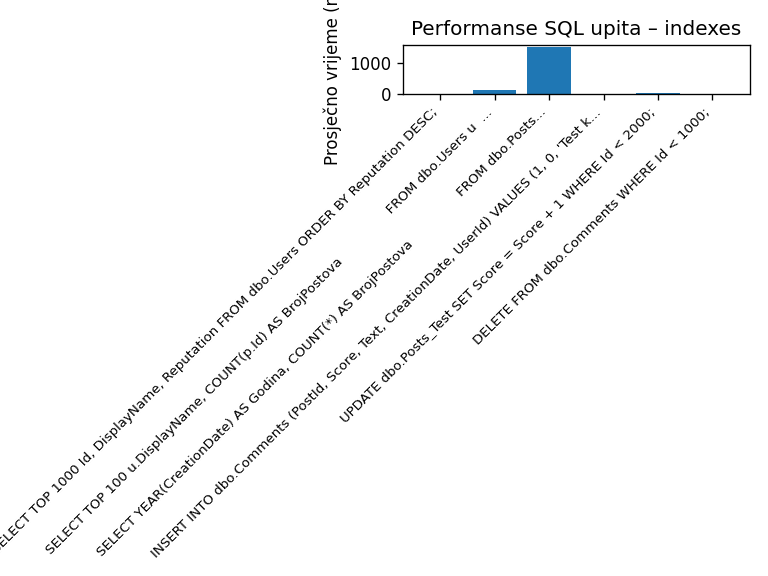 Performanse SQL upita – indexes
Prosječno vrijeme
1000
0
SELECT TOP 1000 Id, DisplayName, Reputation FROM dbo.Users ORDER BY Reputation DESC;
SELECT TOP 100 u.DisplayName, COUNT(p.Id) AS BrojPostova
FROM dbo.Users u ...
SELECT YEAR(CreationDate) AS Godina, COUNT(*) AS BrojPostova
FROM dbo.Posts...
INSERT INTO dbo.Comments (PostId, Score, Text, CreationDate, UserId) VALUES (1, 0, 'Test k...
UPDATE dbo.Posts_Test SET Score = Score + 1 WHERE Id < 2000;
DELETE FROM dbo.Comments WHERE Id < 1000;